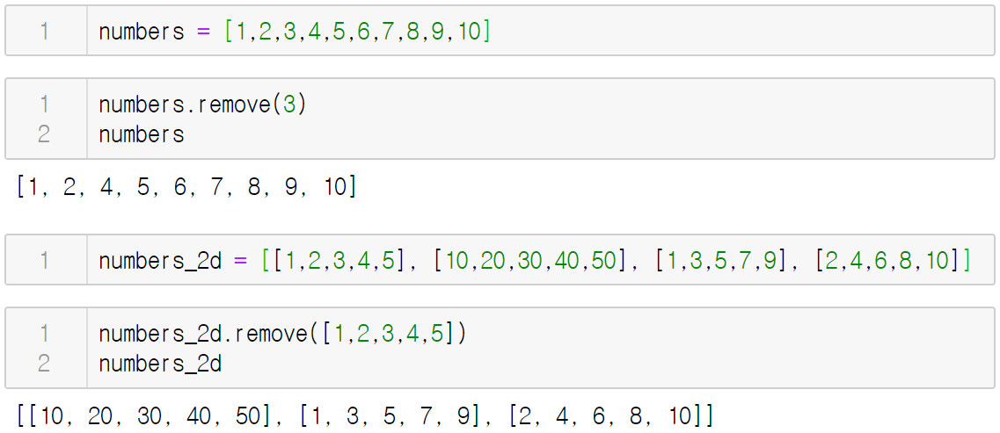 1 numbers = [1,2,3,4,5,6,7,8,9,10]
1 numbers.remove(3)
2 numbers
[1, 2, 4, 5, 6, 7, 8, 9, 10]
1 numbers_2d = [[1,2,3,4,5], [10,20,30,40,50], [1,3,5,7,9], [2,4,6,8,10]]
1 numbers_2d.remove([1,2,3,4,5])
2 numbers_2d
[[10, 20, 30, 40, 50], [1, 3, 5, 7, 9], [2, 4, 6, 8, 10]]